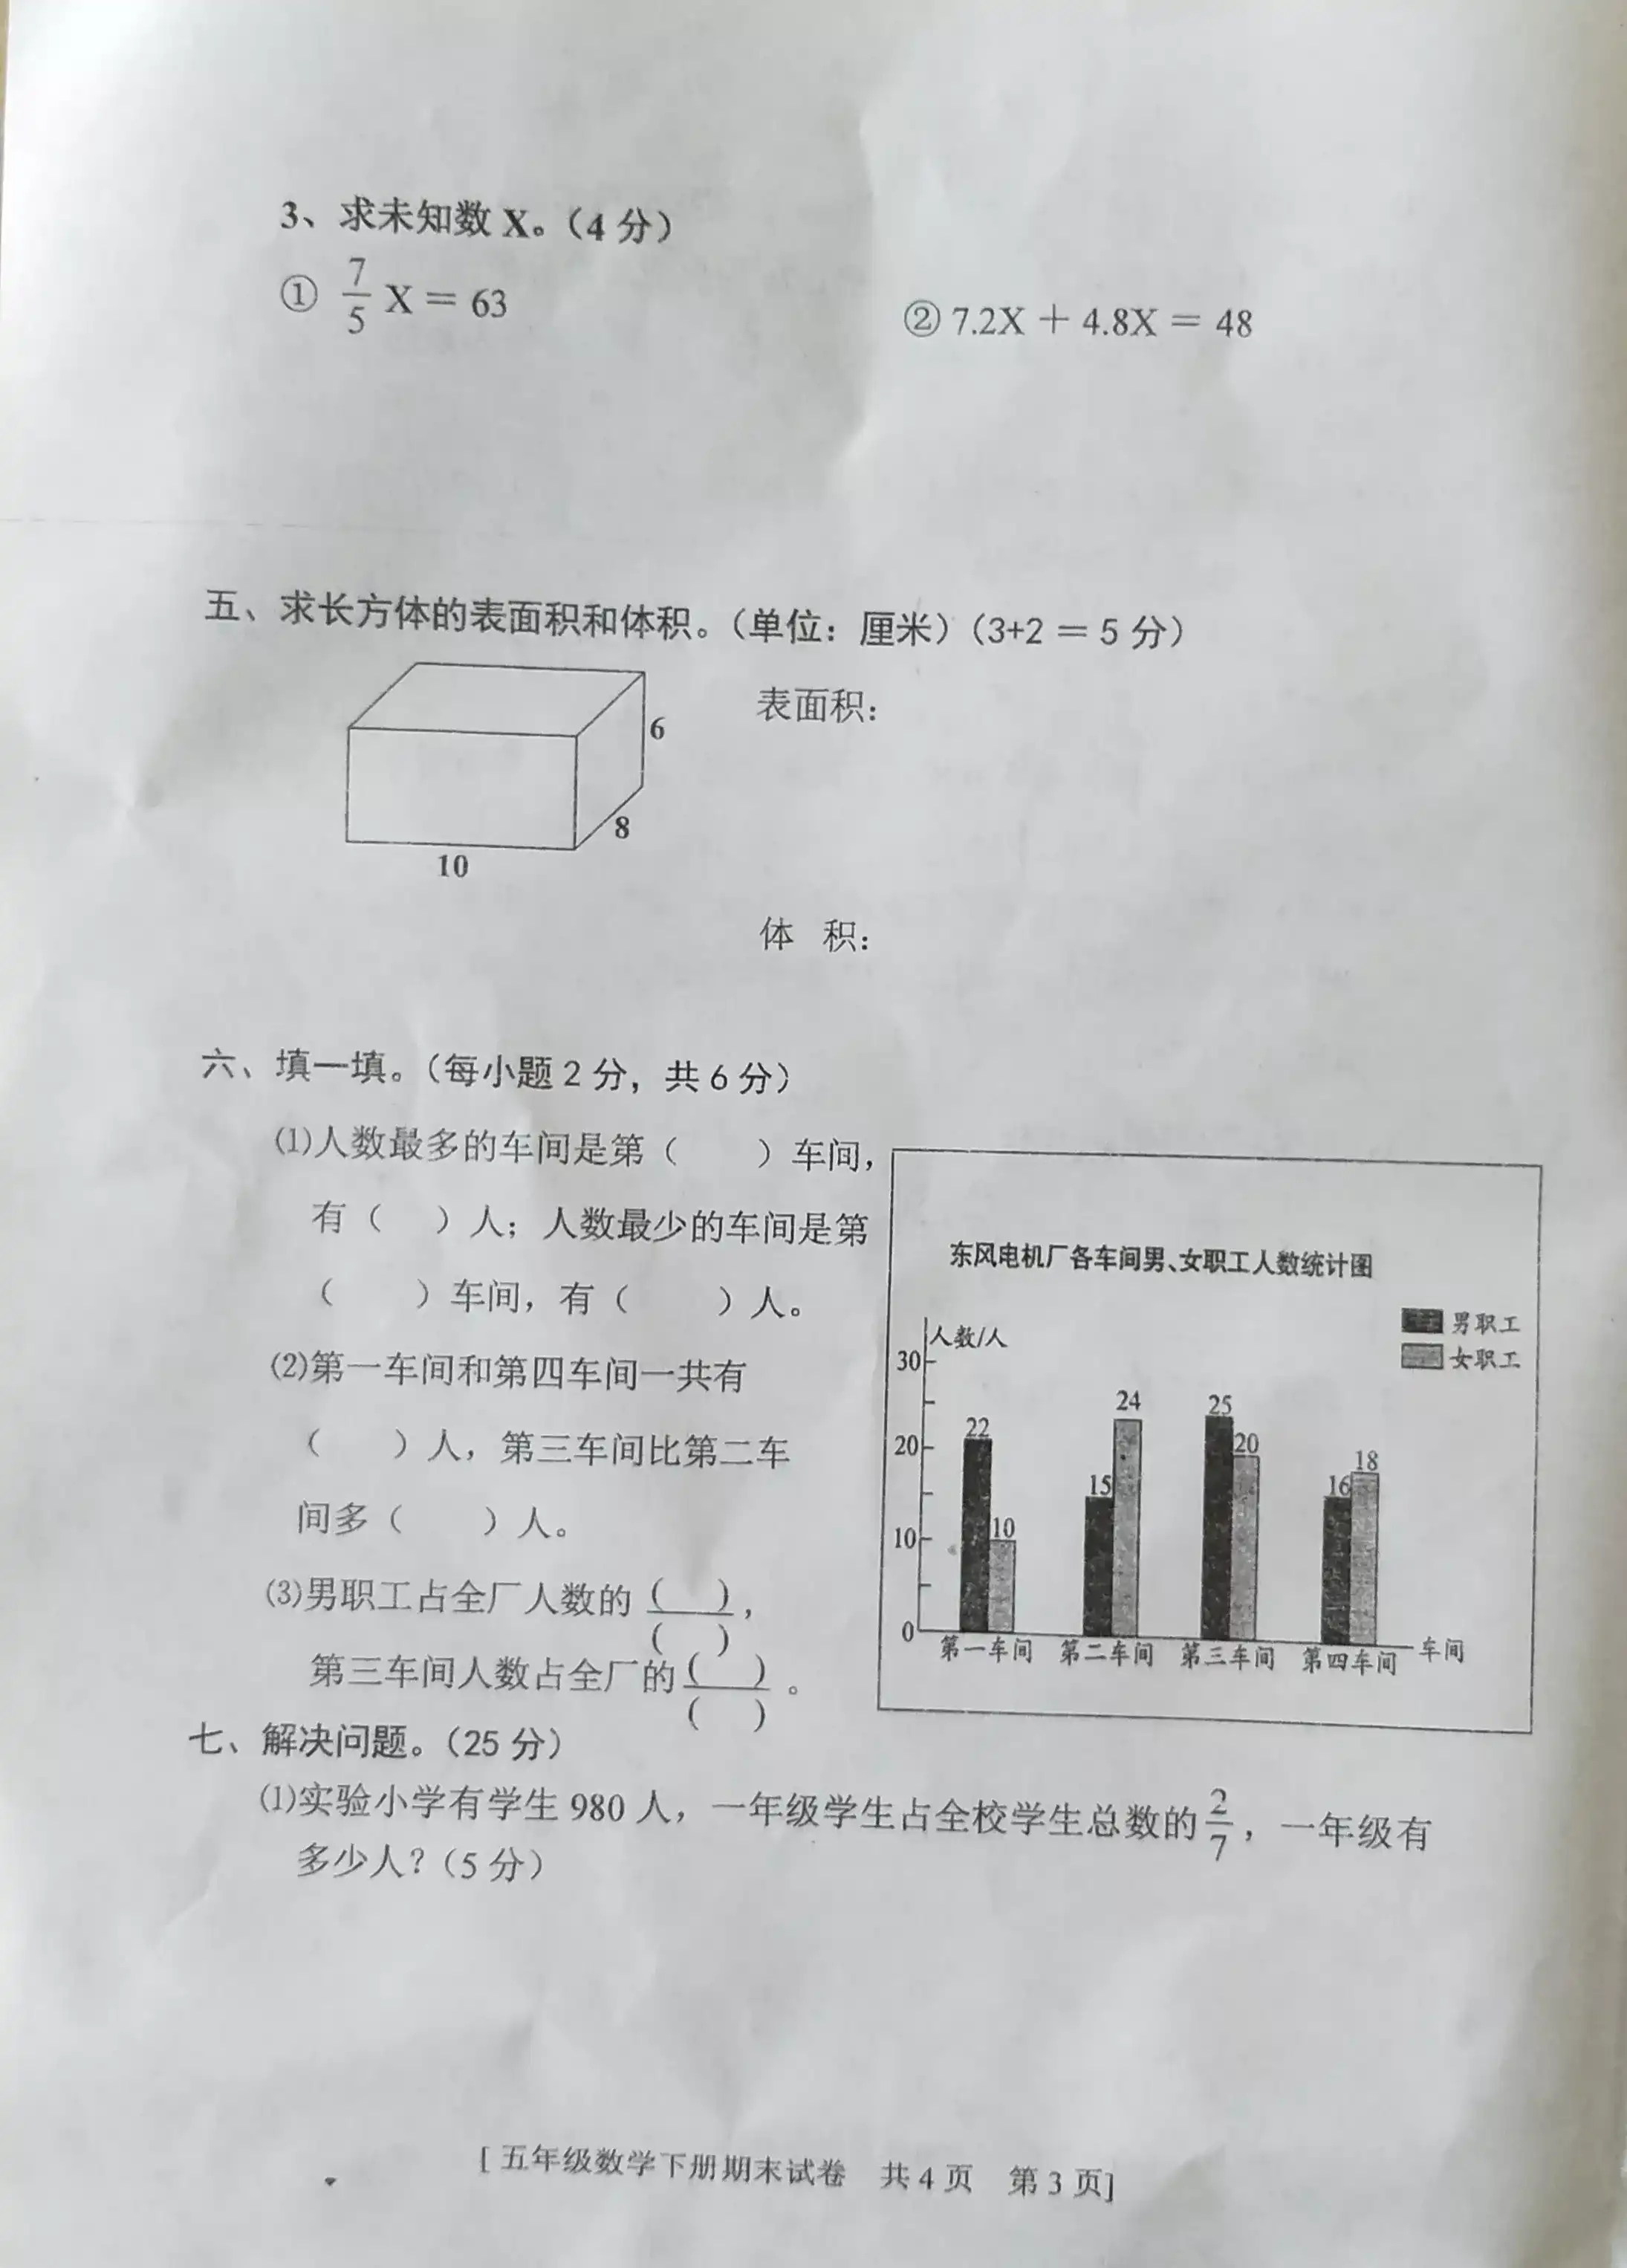 3、求未知数 X。（4 分）
① 7/5 X = 63
② 7.2X + 4.8X = 48
五、求长方体的表面积和体积。（单位：厘米）（3+2 = 5 分）
表面积：
6
8
10
体 积：
六、填一填。（每小题 2 分，共 6 分）
⑴人数最多的车间是第（ ）车间，
有（ ）人；人数最少的车间是第
（ ）车间，有（ ）人。
⑵第一车间和第四车间一共有
（ ）人，第三车间比第二车
间多（ ）人。
⑶男职工占全厂人数的 ( )/( )，
第三车间人数占全厂的 ( )/( )。
东风电机厂各车间男、女职工人数统计图
男职工
女职工
人数/人
30
20
10
0
22 10 15 24 25 20 16 18
第一车间 第二车间 第三车间 第四车间 车间
七、解决问题。（25 分）
⑴实验小学有学生 980 人，一年级学生占全校学生总数的 2/7，一年级有
多少人？（5 分）
[ 五年级数学下册期末试卷 共 4 页 第 3 页]